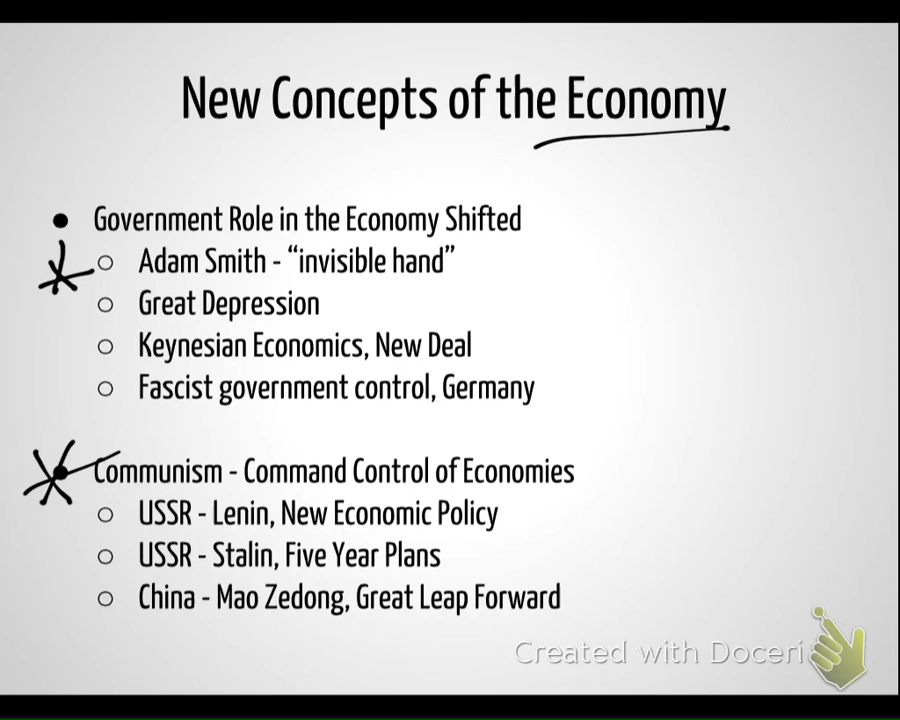 New Concepts of the Economy
Government Role in the Economy Shifted
Adam Smith - “invisible hand”
Great Depression
Keynesian Economics, New Deal
Fascist government control, Germany
Communism - Command Control of Economies
USSR - Lenin, New Economic Policy
USSR - Stalin, Five Year Plans
China - Mao Zedong, Great Leap Forward
Created with Doceri